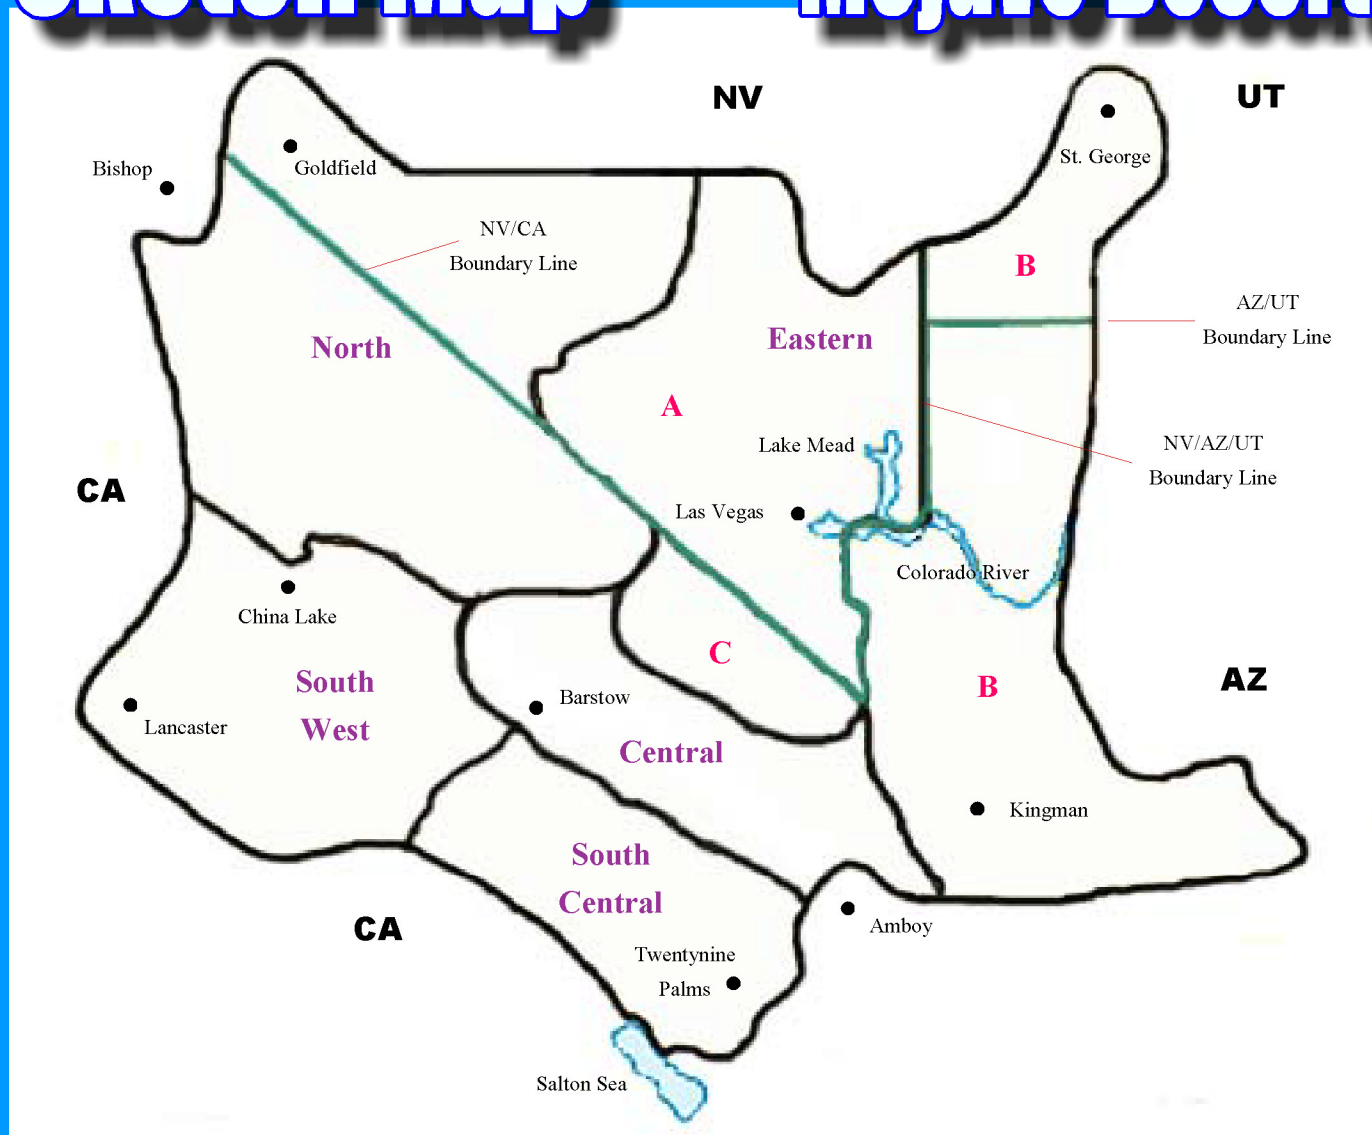 Sketch Map
NV
UT
Bishop
Goldfield
St. George
NV/CA
Boundary Line
B
AZ/UT
Boundary Line
North
Eastern
A
Lake Mead
NV/AZ/UT
Boundary Line
CA
Las Vegas
Colorado River
China Lake
C
South
West
B
AZ
Lancaster
Barstow
Central
Kingman
South
Central
CA
Amboy
Twentynine
Palms
Salton Sea